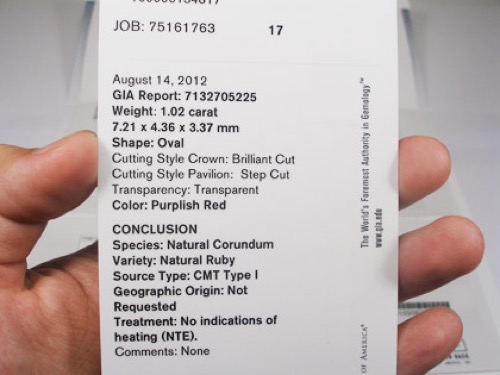 JOB: 75161763 17
August 14, 2012
GIA Report: 7132705225
Weight: 1.02 carat
7.21 x 4.36 x 3.37 mm
Shape: Oval
Cutting Style Crown: Brilliant Cut
Cutting Style Pavilion: Step Cut
Transparency: Transparent
Color: Purplish Red
CONCLUSION
Species: Natural Corundum
Variety: Natural Ruby
Source Type: CMT Type I
Geographic Origin: Not
Requested
Treatment: No indications of
heating (NTE).
Comments: None
The World's Foremost Authority in Gemology™
www.gia.edu
OF AMERICA®